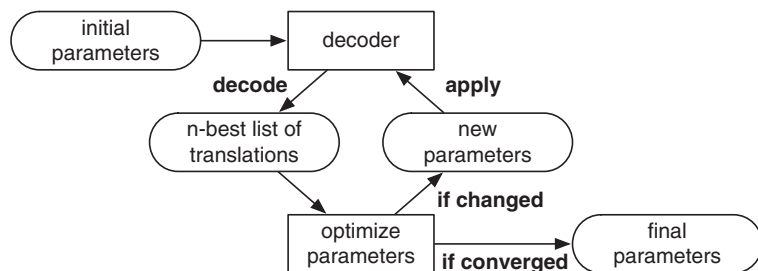 initial
parameters
decoder
decode
apply
n-best list of
translations
new
parameters
if changed
optimize
parameters
if converged
final
parameters